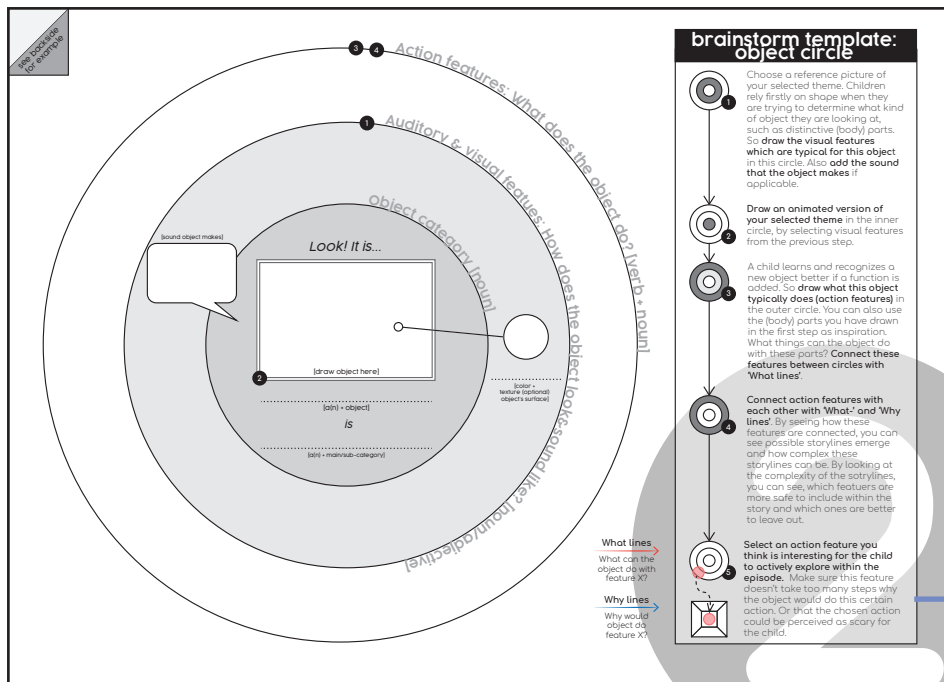 see backside
for example
3
4
Action features: What does the object do? [verb + noun]
1
Auditory & visual featues: How does the object looks-sound like? [noun/adjective]
Object category [noun]
[sound object makes]
Look! It is...
[draw object here]
2
[color +
texture (optional)
object's surface]
[a(n) + object]
is
[a(n) + main/sub-category]
What lines
What can the
object do with
feature X?
Why lines
Why would
object do
feature X?
brainstorm template:
object circle
1
Choose a reference picture of
your selected theme. Children
rely firstly on shape when they
are trying to determine what kind
of object they are looking at,
such as distinctive (body) parts.
So draw the visual features
which are typical for this object
in this circle. Also add the sound
that the object makes if
applicable.
2
Draw an animated version of
your selected theme in the inner
circle, by selecting visual features
from the previous step.
3
A child learns and recognizes a
new object better if a function is
added. So draw what this object
typically does (action features) in
the outer circle. You can also use
the (body) parts you have drawn
in the first step as inspiration.
What things can the object do
with these parts? Connect these
features between circles with
'What lines'.
4
Connect action features with
each other with 'What-' and 'Why
lines'. By seeing how these
features are connected, you can
see possible storylines emerge
and how complex these
storylines can be. By looking at
the complexity of the sotrylines,
you can see, which featuers are
more safe to include within the
story and which ones are better
to leave out.
5
Select an action feature you
think is interesting for the child
to actively explore within the
episode. Make sure this feature
doesn't take too many steps why
the object would do this certain
action. Or that the chosen action
could be perceived as scary for
the child.
2